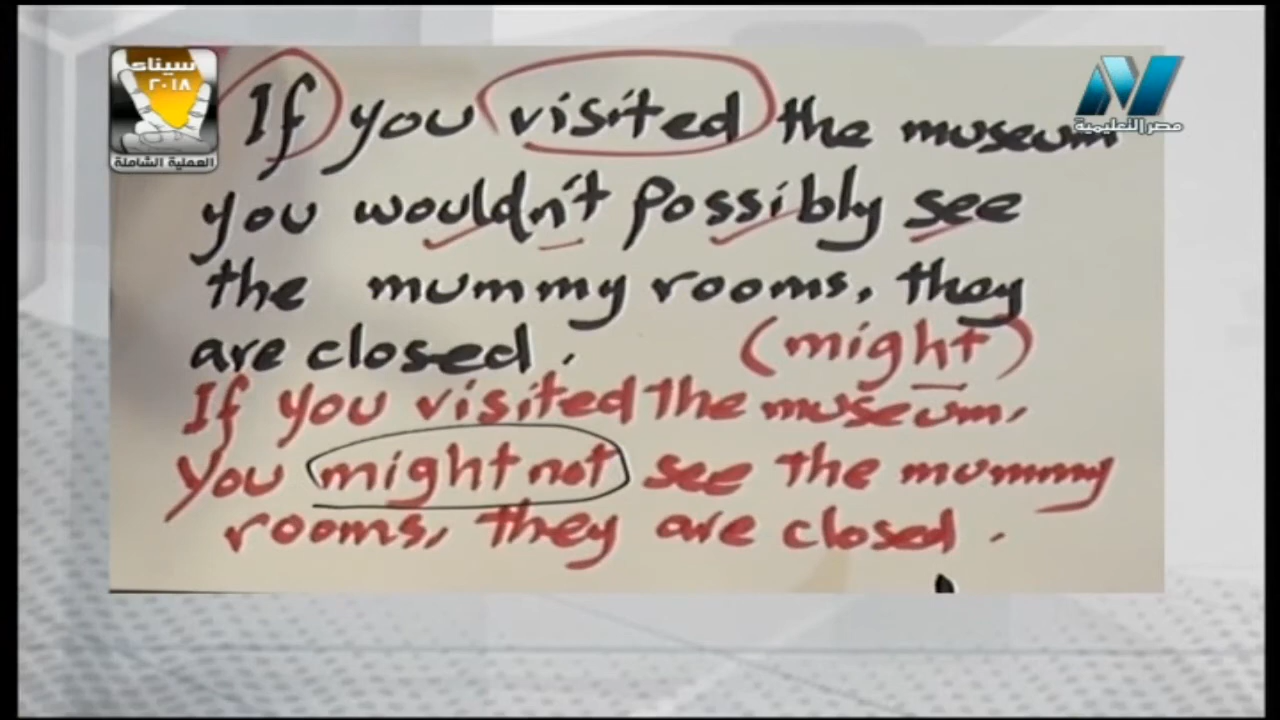 سيناء
٢٠١٨
العملية الشاملة
مصر التعليمية
If you visited the museum
you wouldn't possibly see
the mummy rooms, they
are closed.
(might)
If you visited the museum,
you might not see the mummy
rooms, they are closed.